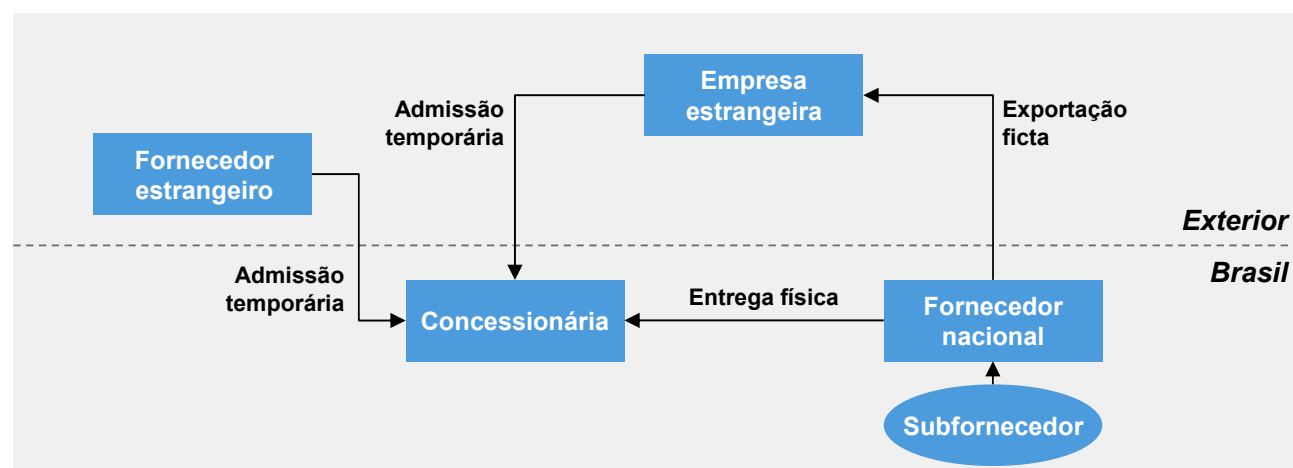 Empresa
estrangeira
Admissão
temporária
Exportação
ficta
Fornecedor
estrangeiro
Exterior
Brasil
Admissão
temporária
Concessionária
Entrega física
Fornecedor
nacional
Subfornecedor